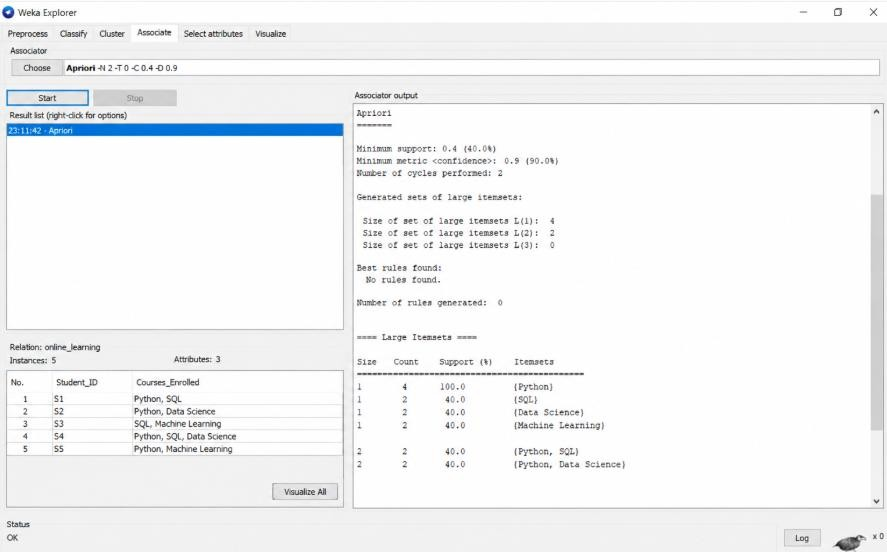 Weka Explorer
Preprocess Classify Cluster Associate Select attributes Visualize
Associator
Choose Apriori -N 2 -T 0 -C 0.4 -D 0.9
Start Stop
Result list (right-click for options)
23:11:42 - Apriori
Relation: online_learning
Instances: 5 Attributes: 3
No. Student_ID Courses_Enrolled
1 S1 Python, SQL
2 S2 Python, Data Science
3 S3 SQL, Machine Learning
4 S4 Python, SQL, Data Science
5 S5 Python, Machine Learning
Visualize All
Associator output
Apriori
=======
Minimum support: 0.4 (40.0%)
Minimum metric <confidence>: 0.9 (90.0%)
Number of cycles performed: 2
Generated sets of large itemsets:
Size of set of large itemsets L(1): 4
Size of set of large itemsets L(2): 2
Size of set of large itemsets L(3): 0
Best rules found:
No rules found.
Number of rules generated: 0
==== Large Itemsets ====
Size Count Support (%) Itemsets
==============================================
1 4 100.0 {Python}
1 2 40.0 {SQL}
1 2 40.0 {Data Science}
1 2 40.0 {Machine Learning}
2 2 40.0 {Python, SQL}
2 2 40.0 {Python, Data Science}
Status
OK
Log
x 0